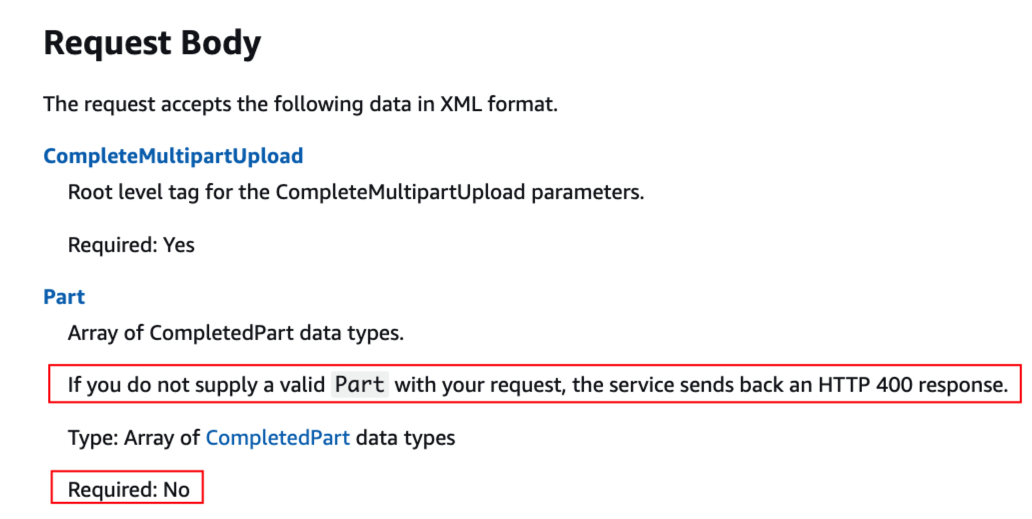 Request Body
The request accepts the following data in XML format.
CompleteMultipartUpload
Root level tag for the CompleteMultipartUpload parameters.
Required: Yes
Part
Array of CompletedPart data types.
If you do not supply a valid Part with your request, the service sends back an HTTP 400 response.
Type: Array of CompletedPart data types
Required: No